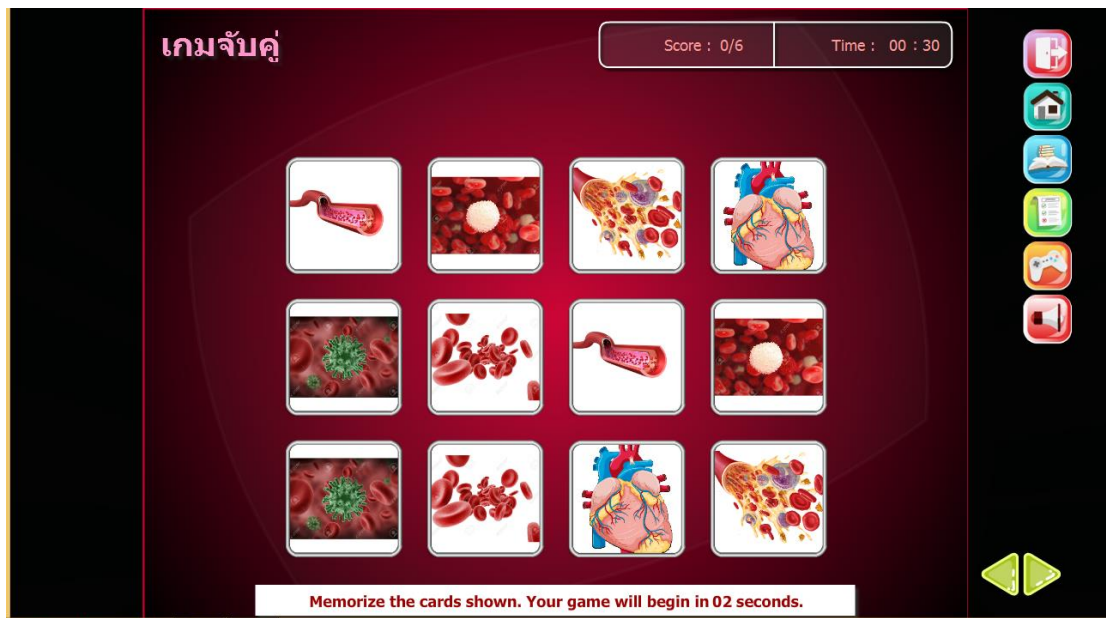 เกมจับคู่
Score : 0/6
Time : 00 : 30
Memorize the cards shown. Your game will begin in 02 seconds.